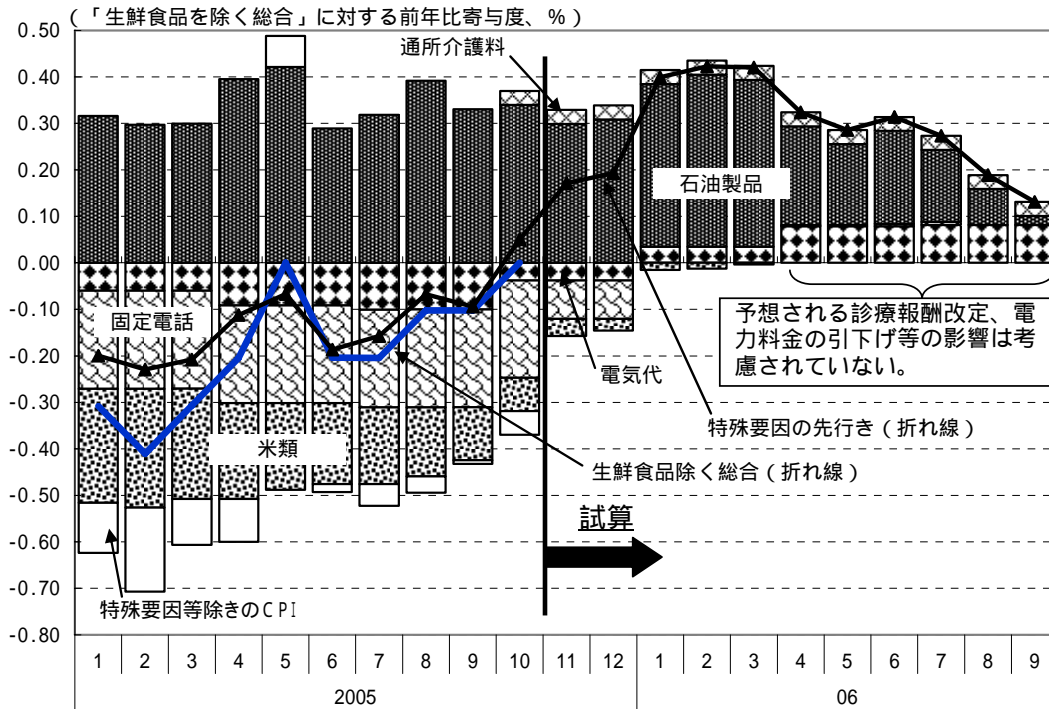 (「生鮮食品を除く総合」に対する前年比寄与度、%)
0.50
0.40
0.30
0.20
0.10
0.00
-0.10
-0.20
-0.30
-0.40
-0.50
-0.60
-0.70
-0.80
通所介護料
石油製品
固定電話
予想される診療報酬改定、電
力料金の引下げ等の影響は考
慮されていない。
電気代
特殊要因の先行き(折れ線)
米類
生鮮食品除く総合(折れ線)
試算
特殊要因等除きのCPI
1 2 3 4 5 6 7 8 9 10 11 12 1 2 3 4 5 6 7 8 9
2005 06